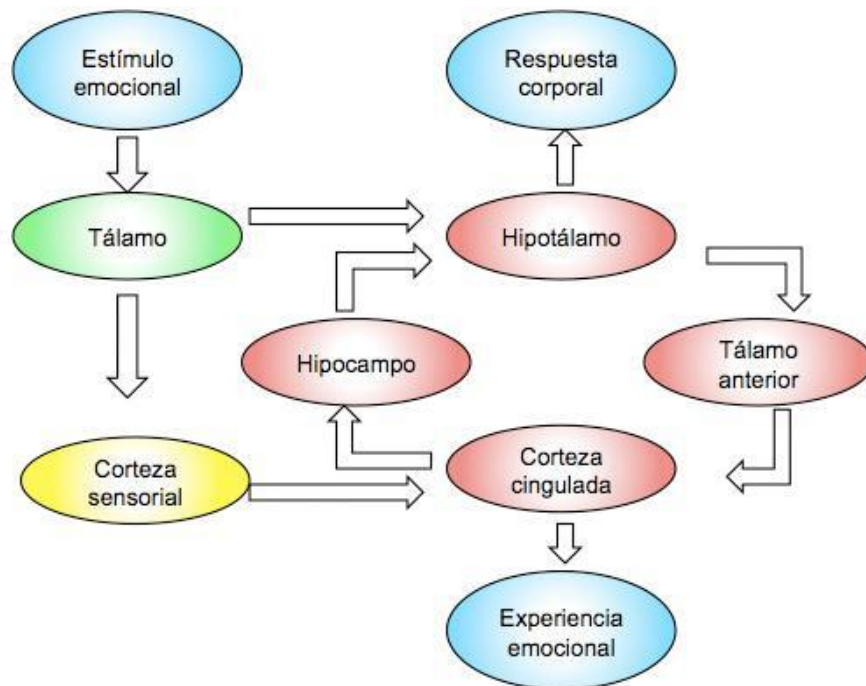 Estímulo
emocional
Respuesta
corporal
Tálamo
Hipotálamo
Hipocampo
Tálamo
anterior
Corteza
sensorial
Corteza
cingulada
Experiencia
emocional